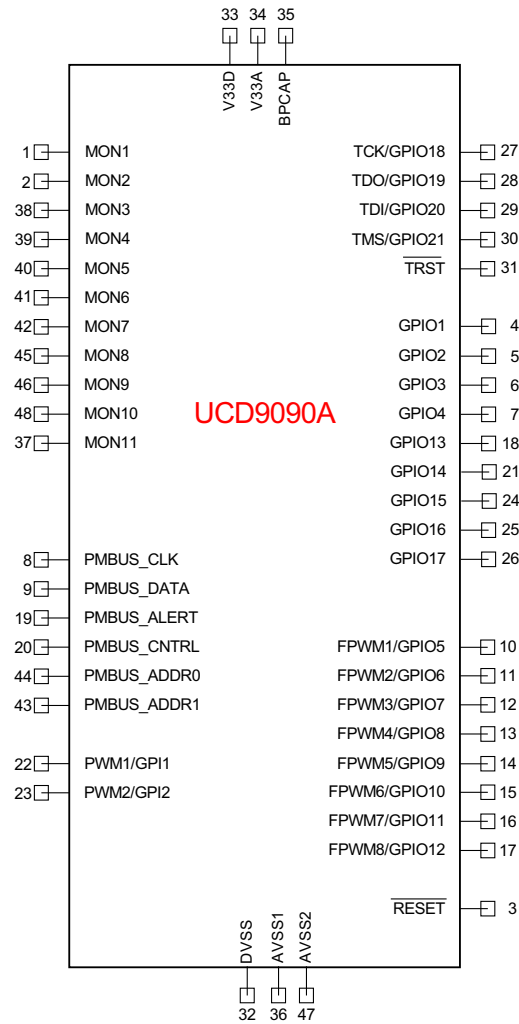 33 34 35
V33D V33A BPCAP
1 MON1 TCK/GPIO18 27
2 MON2 TDO/GPIO19 28
38 MON3 TDI/GPIO20 29
39 MON4 TMS/GPIO21 30
40 MON5 TRST 31
41 MON6
42 MON7 GPIO1 4
45 MON8 GPIO2 5
46 MON9 GPIO3 6
48 MON10 UCD9090A GPIO4 7
37 MON11 GPIO13 18
GPIO14 21
GPIO15 24
GPIO16 25
8 PMBUS_CLK GPIO17 26
9 PMBUS_DATA
19 PMBUS_ALERT
20 PMBUS_CNTRL FPWM1/GPIO5 10
44 PMBUS_ADDR0 FPWM2/GPIO6 11
43 PMBUS_ADDR1 FPWM3/GPIO7 12
FPWM4/GPIO8 13
22 PWM1/GPI1 FPWM5/GPIO9 14
23 PWM2/GPI2 FPWM6/GPIO10 15
FPWM7/GPIO11 16
FPWM8/GPIO12 17
RESET 3
DVSS AVSS1 AVSS2
32 36 47